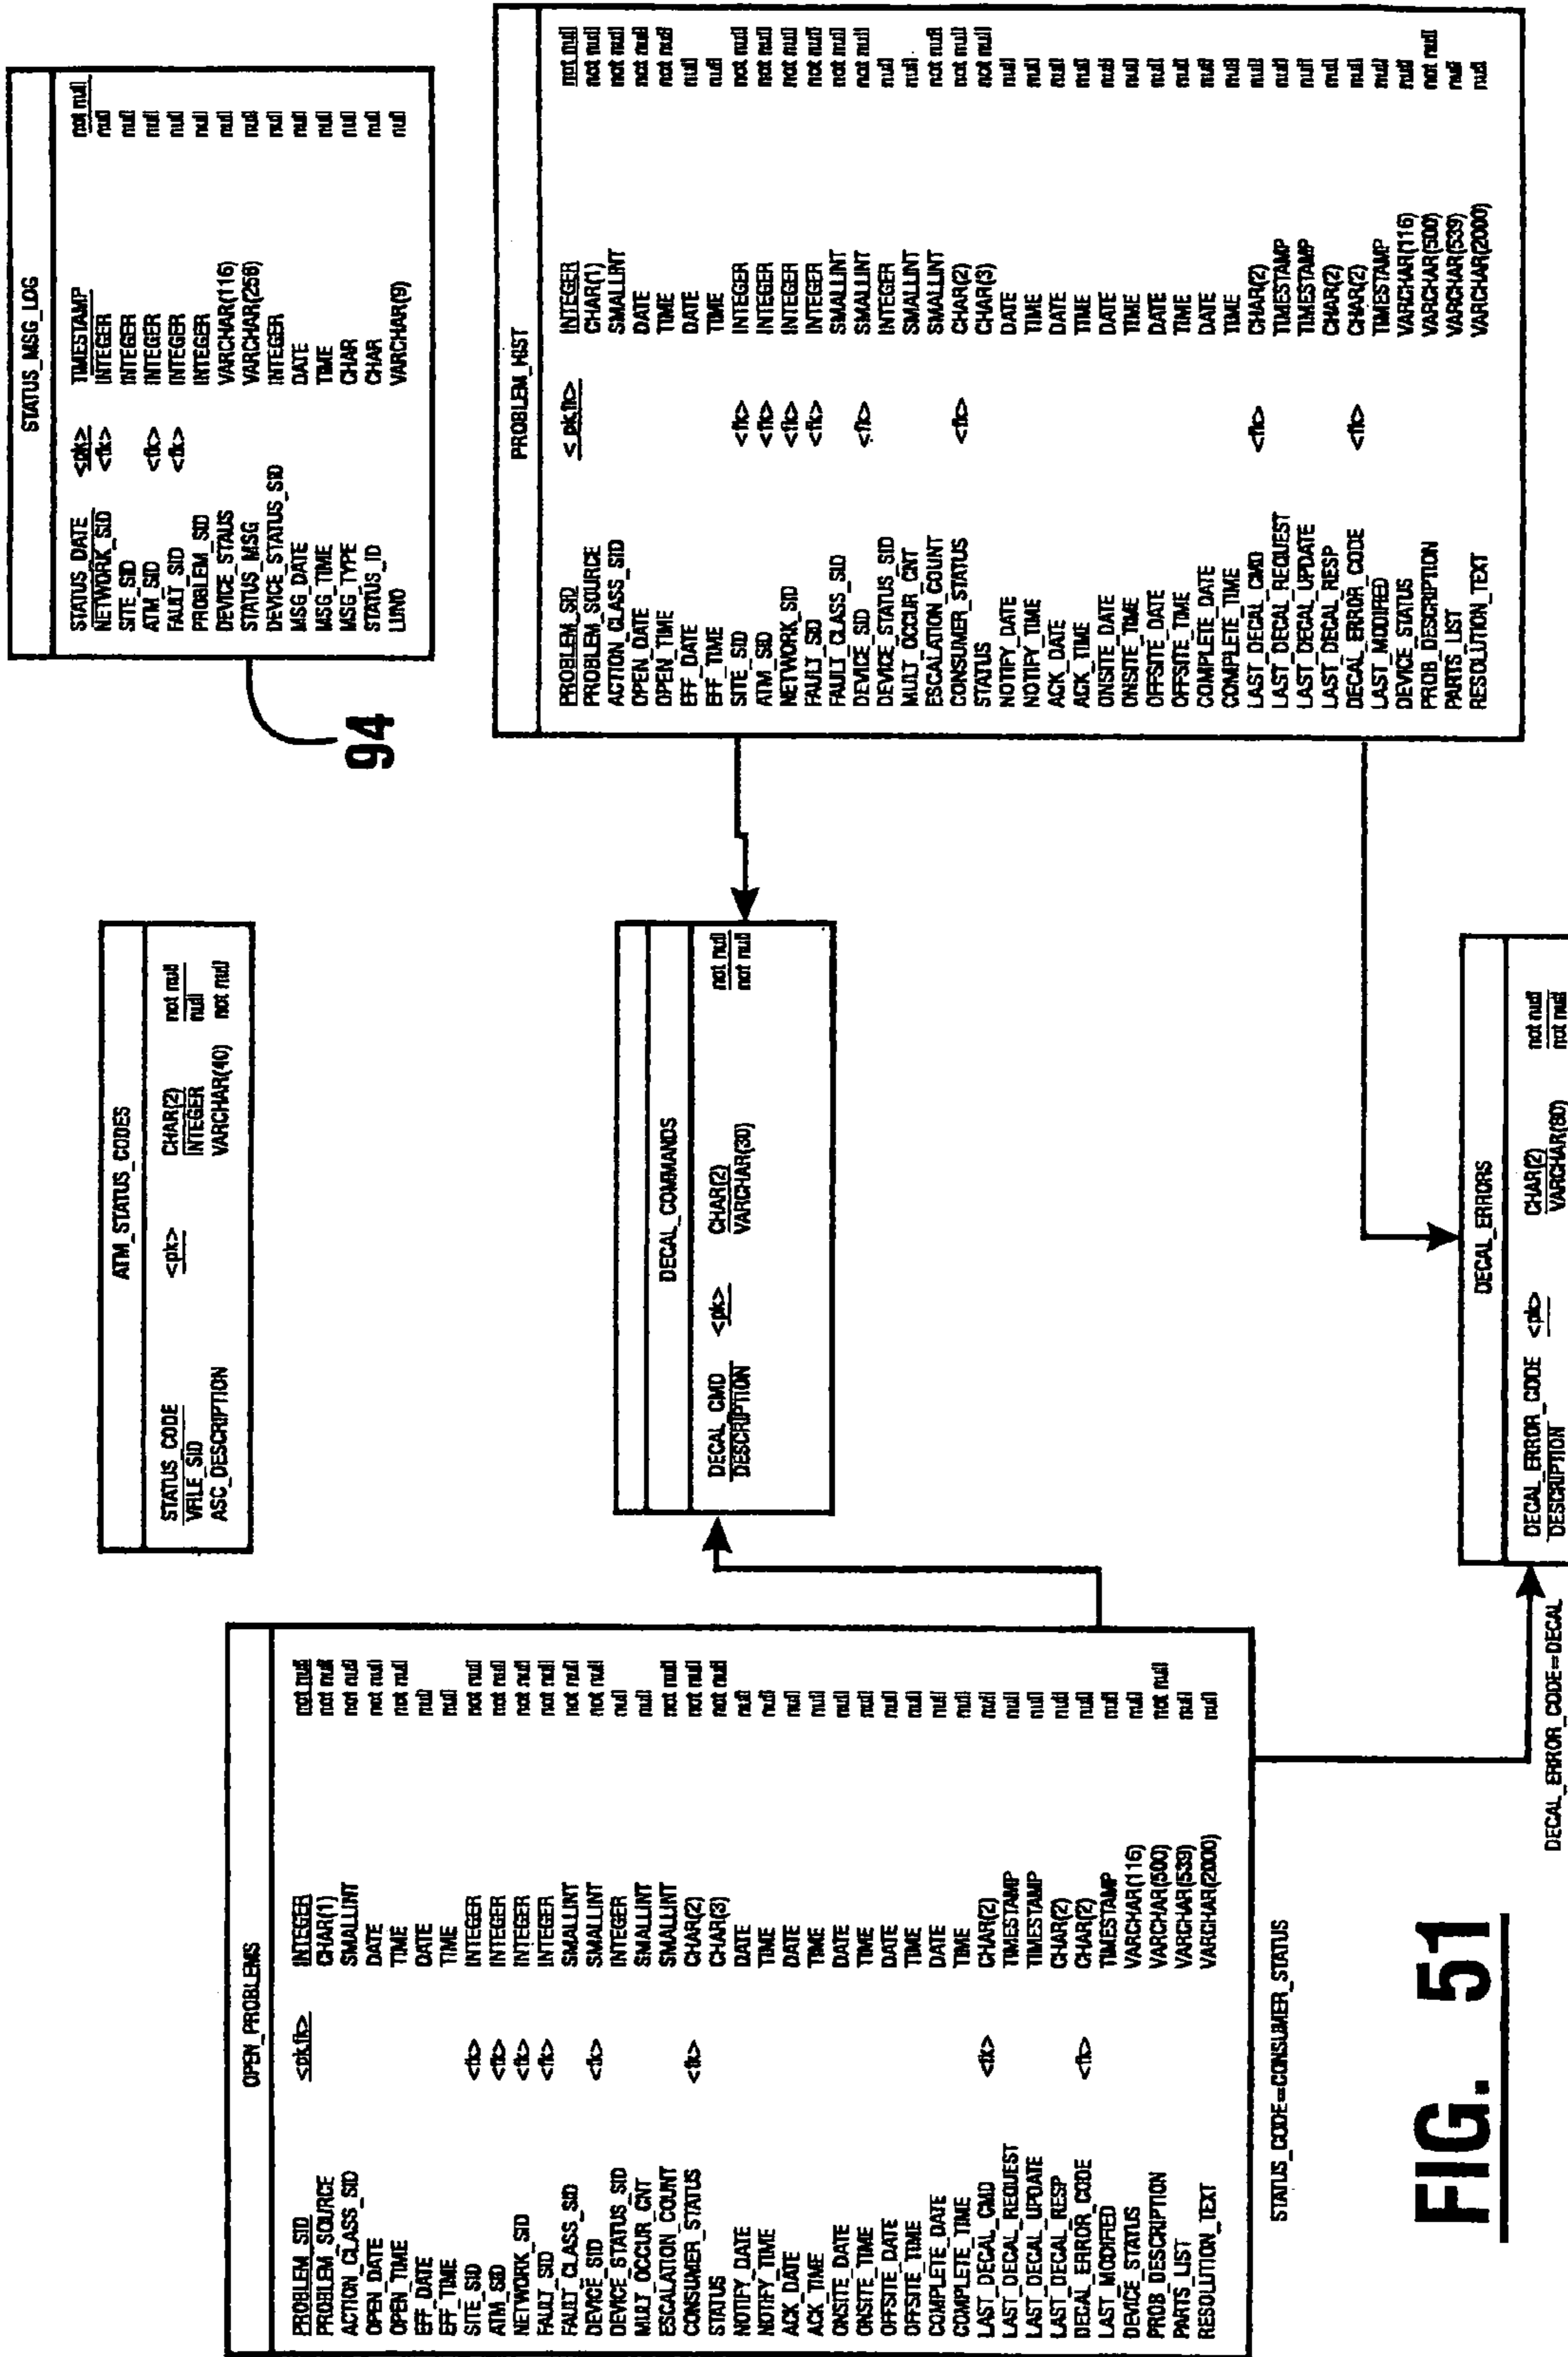 OPEN_PROBLEMS
PROBLEM_SID <pk,fk> INTEGER not null
PROBLEM_SOURCE CHAR(1) not null
ACTION_CLASS_SID SMALLINT not null
OPEN_DATE DATE not null
OPEN_TIME TIME not null
EFF_DATE DATE null
EFF_TIME TIME null
SITE_SID <fk> INTEGER not null
ATM_SID <fk> INTEGER not null
NETWORK_SID <fk> INTEGER not null
FAULT_SID <fk> INTEGER not null
FAULT_CLASS_SID SMALLINT not null
DEVICE_SID <fk> SMALLINT not null
DEVICE_STATUS_SID INTEGER null
MULT_OCCUR_CNT SMALLINT null
ESCALATION_COUNT SMALLINT not null
CONSUMER_STATUS <fk> CHAR(2) not null
STATUS CHAR(3) not null
NOTIFY_DATE DATE null
NOTIFY_TIME TIME null
ACK_DATE DATE null
ACK_TIME TIME null
ONSITE_DATE DATE null
ONSITE_TIME TIME null
OFFSITE_DATE DATE null
OFFSITE_TIME TIME null
COMPLETE_DATE DATE null
COMPLETE_TIME TIME null
LAST_DECAL_CMD <fk> CHAR(2) null
LAST_DECAL_REQUEST TIMESTAMP null
LAST_DECAL_UPDATE TIMESTAMP null
LAST_DECAL_RESP CHAR(2) null
DECAL_ERROR_CODE <fk> CHAR(2) null
LAST_MODIFIED TIMESTAMP null
DEVICE_STATUS VARCHAR(116) null
PROB_DESCRIPTION VARCHAR(500) not null
PARTS_LIST VARCHAR(539) null
RESOLUTION_TEXT VARCHAR(2000) null
STATUS_CODE=CONSUMER_STATUS
DECAL_ERROR_CODE=DECAL
ATM_STATUS_CODES
STATUS_CODE <pk> CHAR(2) not null
VFILE_SID INTEGER null
ASC_DESCRIPTION VARCHAR(40) not null
DECAL_COMMANDS
DECAL_CMD <pk> CHAR(2) not null
DESCRIPTION VARCHAR(30) not null
DECAL_ERRORS
DECAL_ERROR_CODE <pk> CHAR(2) not null
DESCRIPTION VARCHAR(80) not null
STATUS_MSG_LOG
STATUS_DATE <pk> TIMESTAMP not null
NETWORK_SID <fk> INTEGER null
SITE_SID INTEGER null
ATM_SID <fk> INTEGER null
FAULT_SID <fk> INTEGER null
PROBLEM_SID INTEGER null
DEVICE_STAUS VARCHAR(116) null
STATUS_MSG VARCHAR(256) null
DEVICE_STATUS_SID INTEGER null
MSG_DATE DATE null
MSG_TIME TIME null
MSG_TYPE CHAR null
STATUS_ID CHAR null
LUNO VARCHAR(9) null
94
PROBLEM_HIST
PROBLEM_SID <pk,fk> INTEGER not null
PROBLEM_SOURCE CHAR(1) not null
ACTION_CLASS_SID SMALLINT not null
OPEN_DATE DATE not null
OPEN_TIME TIME not null
EFF_DATE DATE null
EFF_TIME TIME null
SITE_SID <fk> INTEGER not null
ATM_SID <fk> INTEGER not null
NETWORK_SID <fk> INTEGER not null
FAULT_SID <fk> INTEGER not null
FAULT_CLASS_SID SMALLINT not null
DEVICE_SID <fk> SMALLINT not null
DEVICE_STATUS_SID INTEGER null
MULT_OCCUR_CNT SMALLINT null
ESCALATION_COUNT SMALLINT not null
CONSUMER_STATUS <fk> CHAR(2) not null
STATUS CHAR(3) not null
NOTIFY_DATE DATE null
NOTIFY_TIME TIME null
ACK_DATE DATE null
ACK_TIME TIME null
ONSITE_DATE DATE null
ONSITE_TIME TIME null
OFFSITE_DATE DATE null
OFFSITE_TIME TIME null
COMPLETE_DATE DATE null
COMPLETE_TIME TIME null
LAST_DECAL_CMD <fk> CHAR(2) null
LAST_DECAL_REQUEST TIMESTAMP null
LAST_DECAL_UPDATE TIMESTAMP null
LAST_DECAL_RESP CHAR(2) null
DECAL_ERROR_CODE <fk> CHAR(2) null
LAST_MODIFIED TIMESTAMP null
DEVICE_STATUS VARCHAR(116) null
PROB_DESCRIPTION VARCHAR(500) not null
PARTS_LIST VARCHAR(539) null
RESOLUTION_TEXT VARCHAR(2000) null
FIG. 51